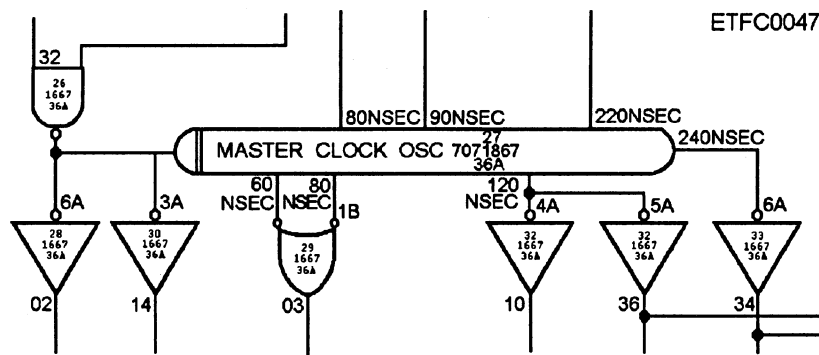 ETFC0047
32
26
1667
36A
80NSEC 90NSEC 220NSEC
27
MASTER CLOCK OSC 7071867
36A
240NSEC
60
NSEC
80
NSEC
120
NSEC
6A
3A
1B
4A
5A
6A
28
1667
36A
30
1667
36A
29
1667
36A
32
1667
36A
32
1667
36A
33
1667
36A
02
14
03
10
36
34